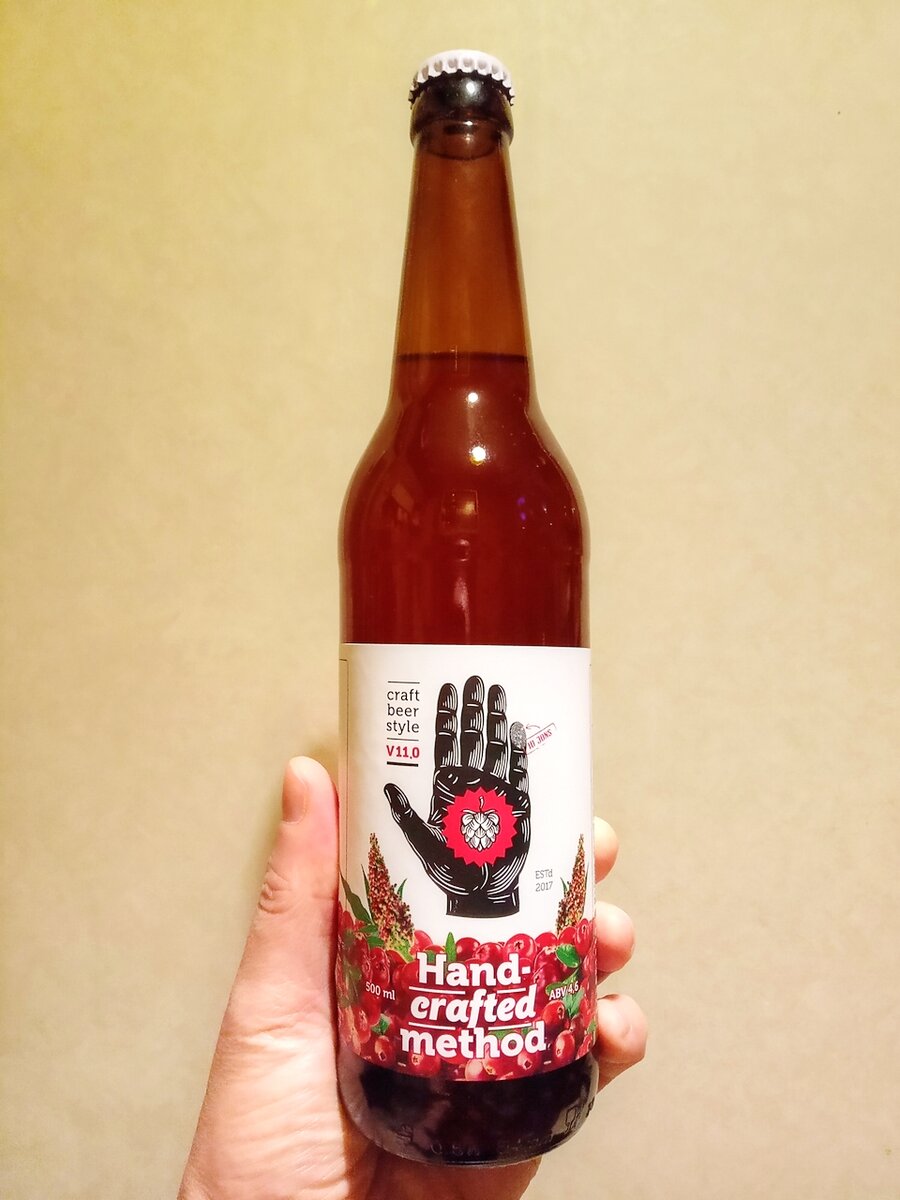 craft
beer
style
V11,0
ESTd
2017
Hand-
crafted
method
500 ml
ABV 4,6